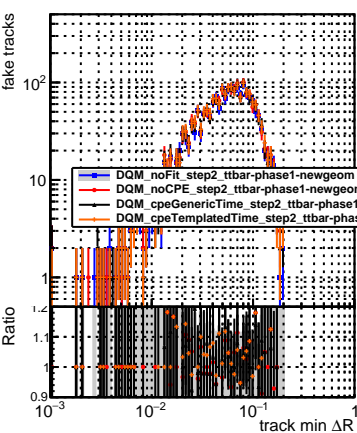 fake tracks
10²
10
1
DQM_noFit_step2_ttbar-phase1-newgeom
DQM_noCPE_step2_ttbar-phase1-newgeom
DQM_cpeGenericTime_step2_ttbar-phase1
DQM_cpeTemplatedTime_step2_ttbar-phas
Ratio
1.2
1.1
1
0.9
10⁻³ 10⁻² 10⁻¹ 1
track min ΔR